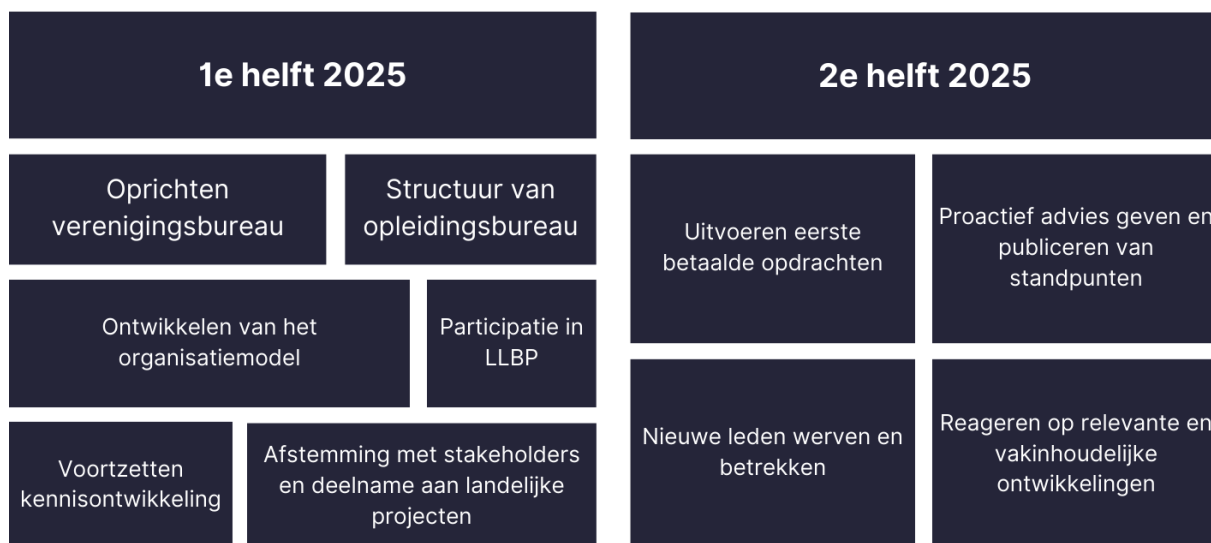 1e helft 2025
Oprichten
verenigingsbureau
Structuur van
opleidingsbureau
Ontwikkelen van het
organisatiemodel
Participatie in
LLBP
Voortzetten
kennisontwikkeling
Afstemming met stakeholders
en deelname aan landelijke
projecten
2e helft 2025
Uitvoeren eerste
betaalde opdrachten
Proactief advies geven en
publiceren van
standpunten
Nieuwe leden werven en
betrekken
Reageren op relevante en
vakinhoudelijke
ontwikkelingen